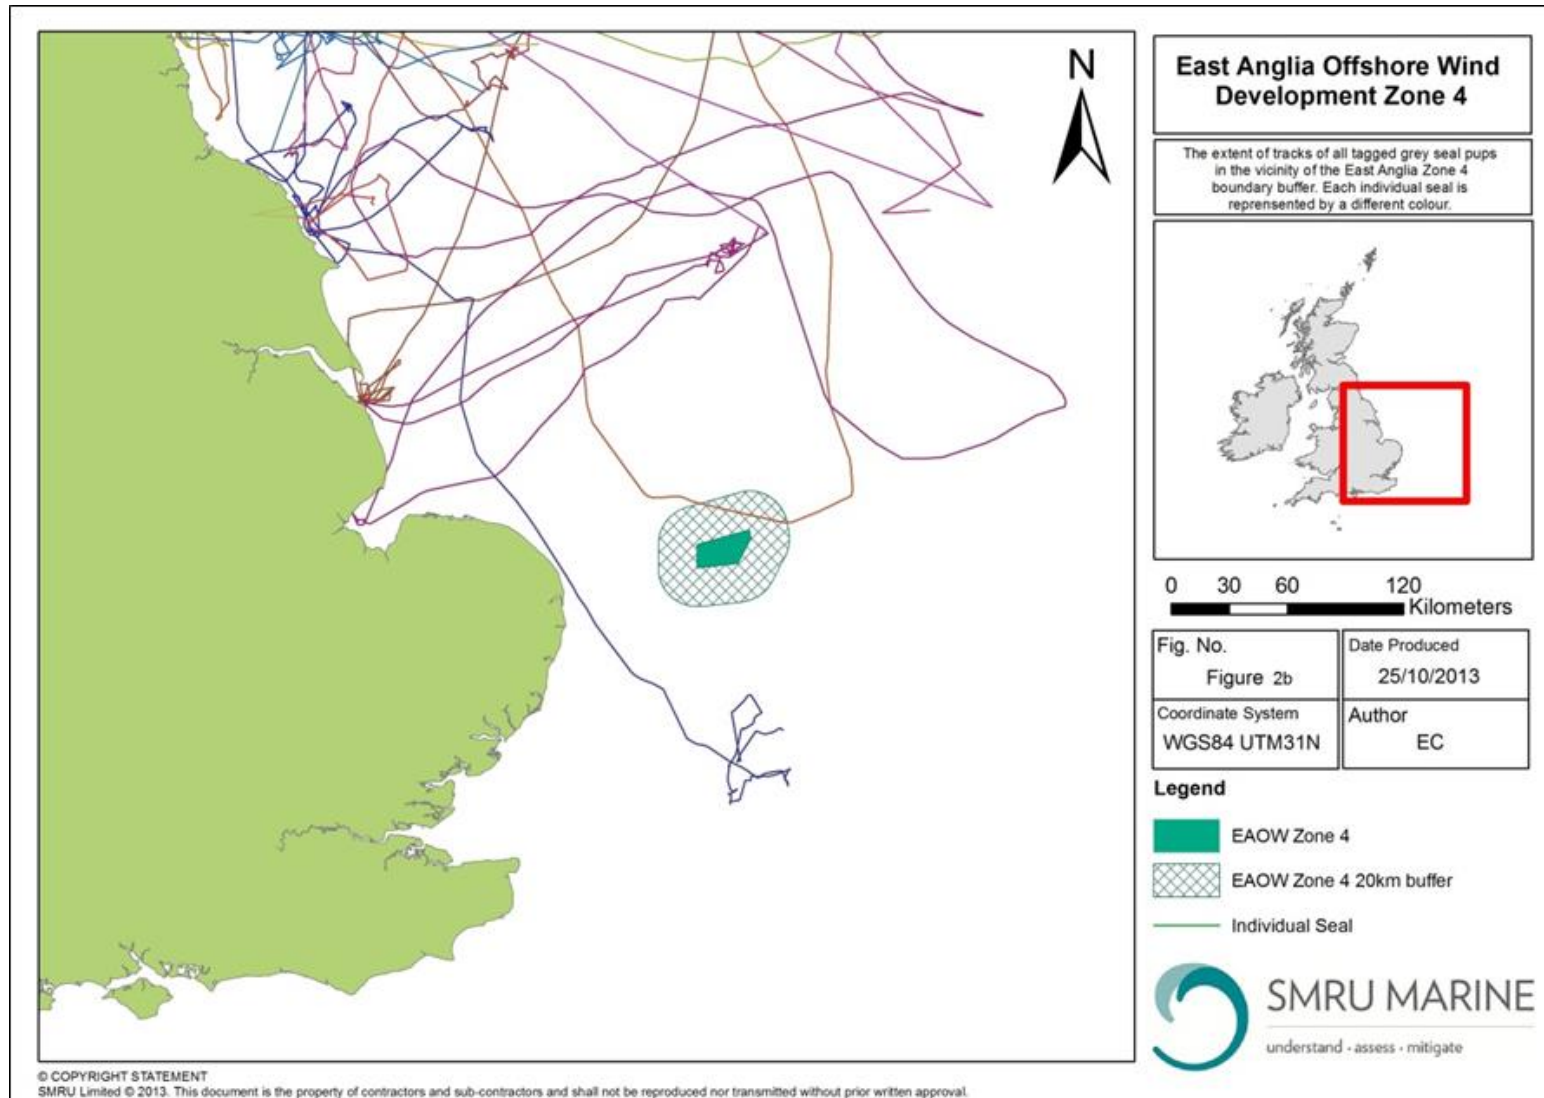 N
East Anglia Offshore Wind
Development Zone 4
The extent of tracks of all tagged grey seal pups
in the vicinity of the East Anglia Zone 4
boundary buffer. Each individual seal is
reprensented by a different colour.
0 30 60 120
Kilometers
Fig. No.
Figure 2b
Date Produced
25/10/2013
Coordinate System
WGS84 UTM31N
Author
EC
Legend
EAOW Zone 4
EAOW Zone 4 20km buffer
Individual Seal
SMRU MARINE
understand · assess · mitigate
© COPYRIGHT STATEMENT
SMRU Limited © 2013. This document is the property of contractors and sub-contractors and shall not be reproduced nor transmitted without prior written approval.